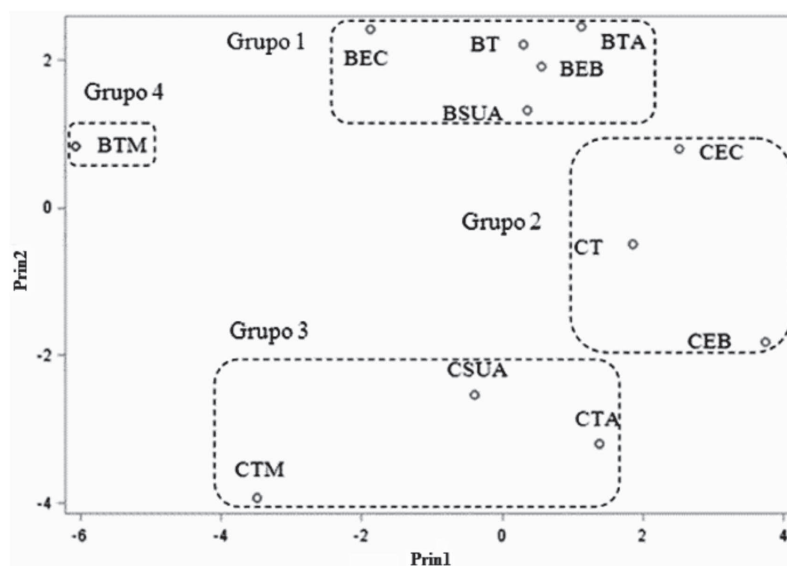 Grupo 1
BEC
BT
BTA
BEB
BSUA
Grupo 4
BTM
CEC
Grupo 2
CT
CEB
Grupo 3
CSUA
CTA
CTM
2
0
-2
-4
Prin2
-6 -4 -2 0 2 4
Prin1